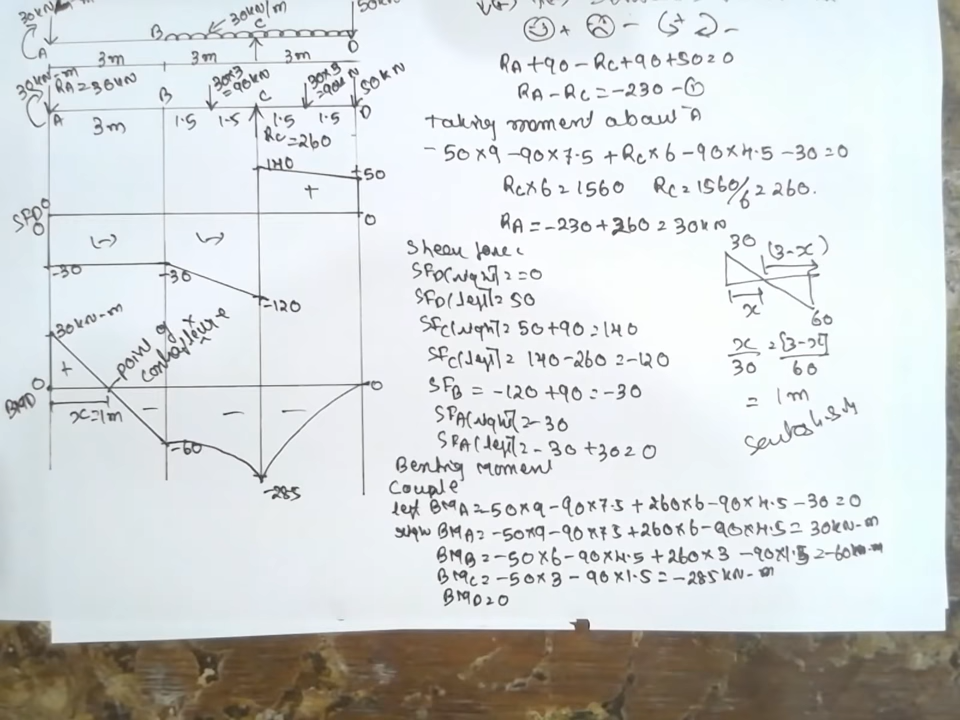 30kN-m
30kN/m
50kN
A
B
C
D
3m 3m 3m
30kN-m
RA=30kN
30×3
=90kN
30×3
=90kN
50kN
A
B
C
D
3m
1.5 1.5 1.5 1.5
RC=260
140
+50
+
SFD
0
0
0
(-) (-)
-30
-30
-120
30kN-m
point of
contraflexure
x
+
0
BMD
0
x=1m
- - -
-60
-285
RA+90-RC+90+50=0
RA-RC=-230-①
Taking moment about A
-50×9-90×7.5+RC×6-90×4.5-30=0
RC×6=1560 RC=1560/6=260.
RA=-230+260=30kN
Shear force
SFD(right)=0
SFD(left)=50
SFC(right)=50+90=140
SFC(left)=140-260=-120
SFB=-120+90=-30
SFA(right)=-30
SFA(left)=-30+30=0
30
(3-x)
x
60
x/30=[3-x]/60
=1m
Bending moment
Couple
left BMA=-50×9-90×7.5+260×6-90×4.5-30=0
right BMA=-50×9-90×7.5+260×6-90×4.5=30kN-m
BMB=-50×6-90×4.5+260×3-90×1.5=-60kN-m
BMC=-50×3-90×1.5=-285kN-m
BMD=0